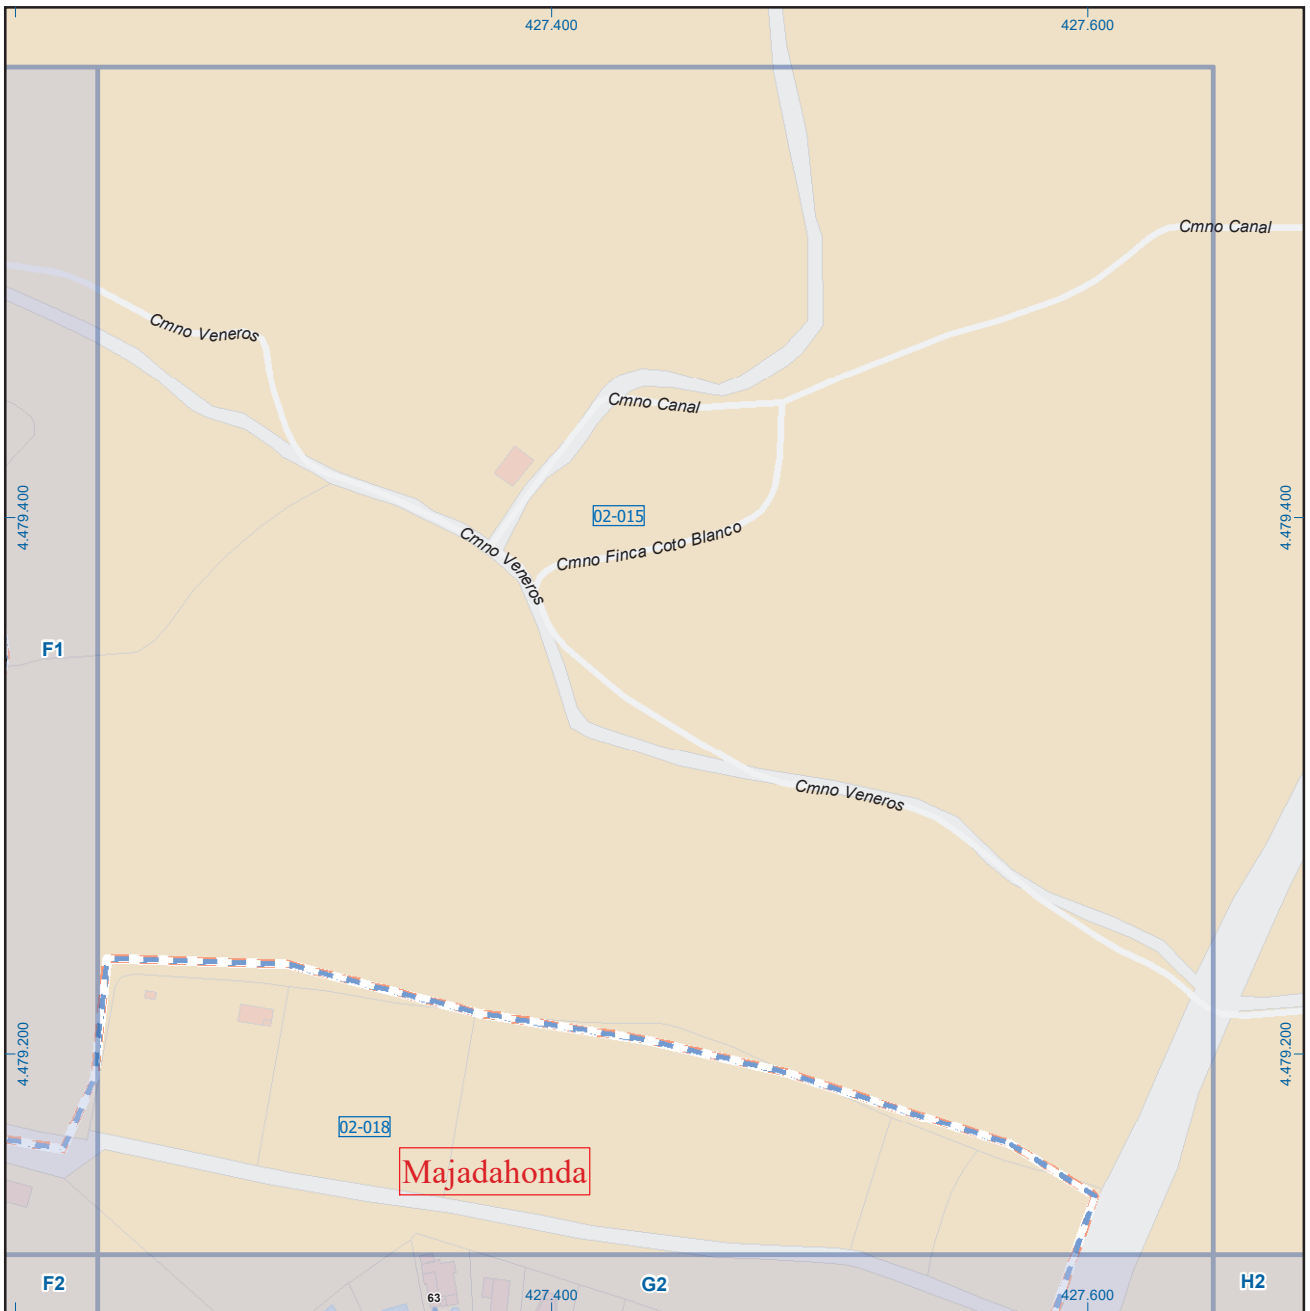 427.400
427.600
Cmno Canal
Cmno Veneros
Cmno Canal
4.479.400
02-015
4.479.400
Cmno Finca Coto Blanco
Cmno Veneros
F1
Cmno Veneros
4.479.200
4.479.200
02-018
Majadahonda
F2
G2
H2
63
427.400
427.600